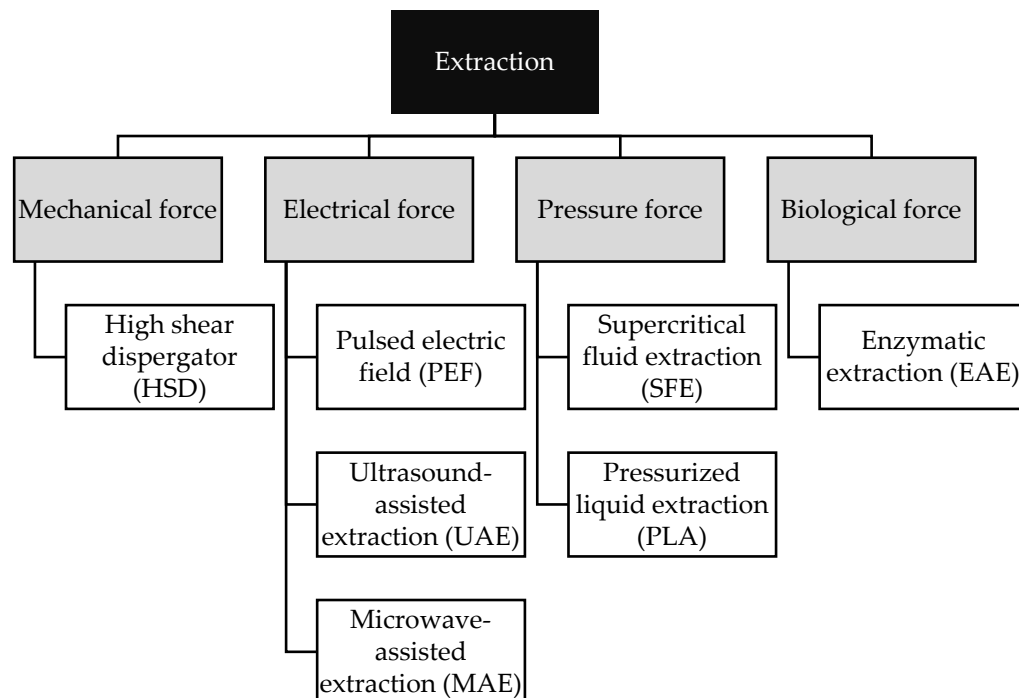 Extraction
Mechanical force
Electrical force
Pressure force
Biological force
High shear
dispergator
(HSD)
Pulsed electric
field (PEF)
Supercritical
fluid extraction
(SFE)
Enzymatic
extraction (EAE)
Ultrasound-
assisted
extraction (UAE)
Pressurized
liquid extraction
(PLA)
Microwave-
assisted
extraction (MAE)